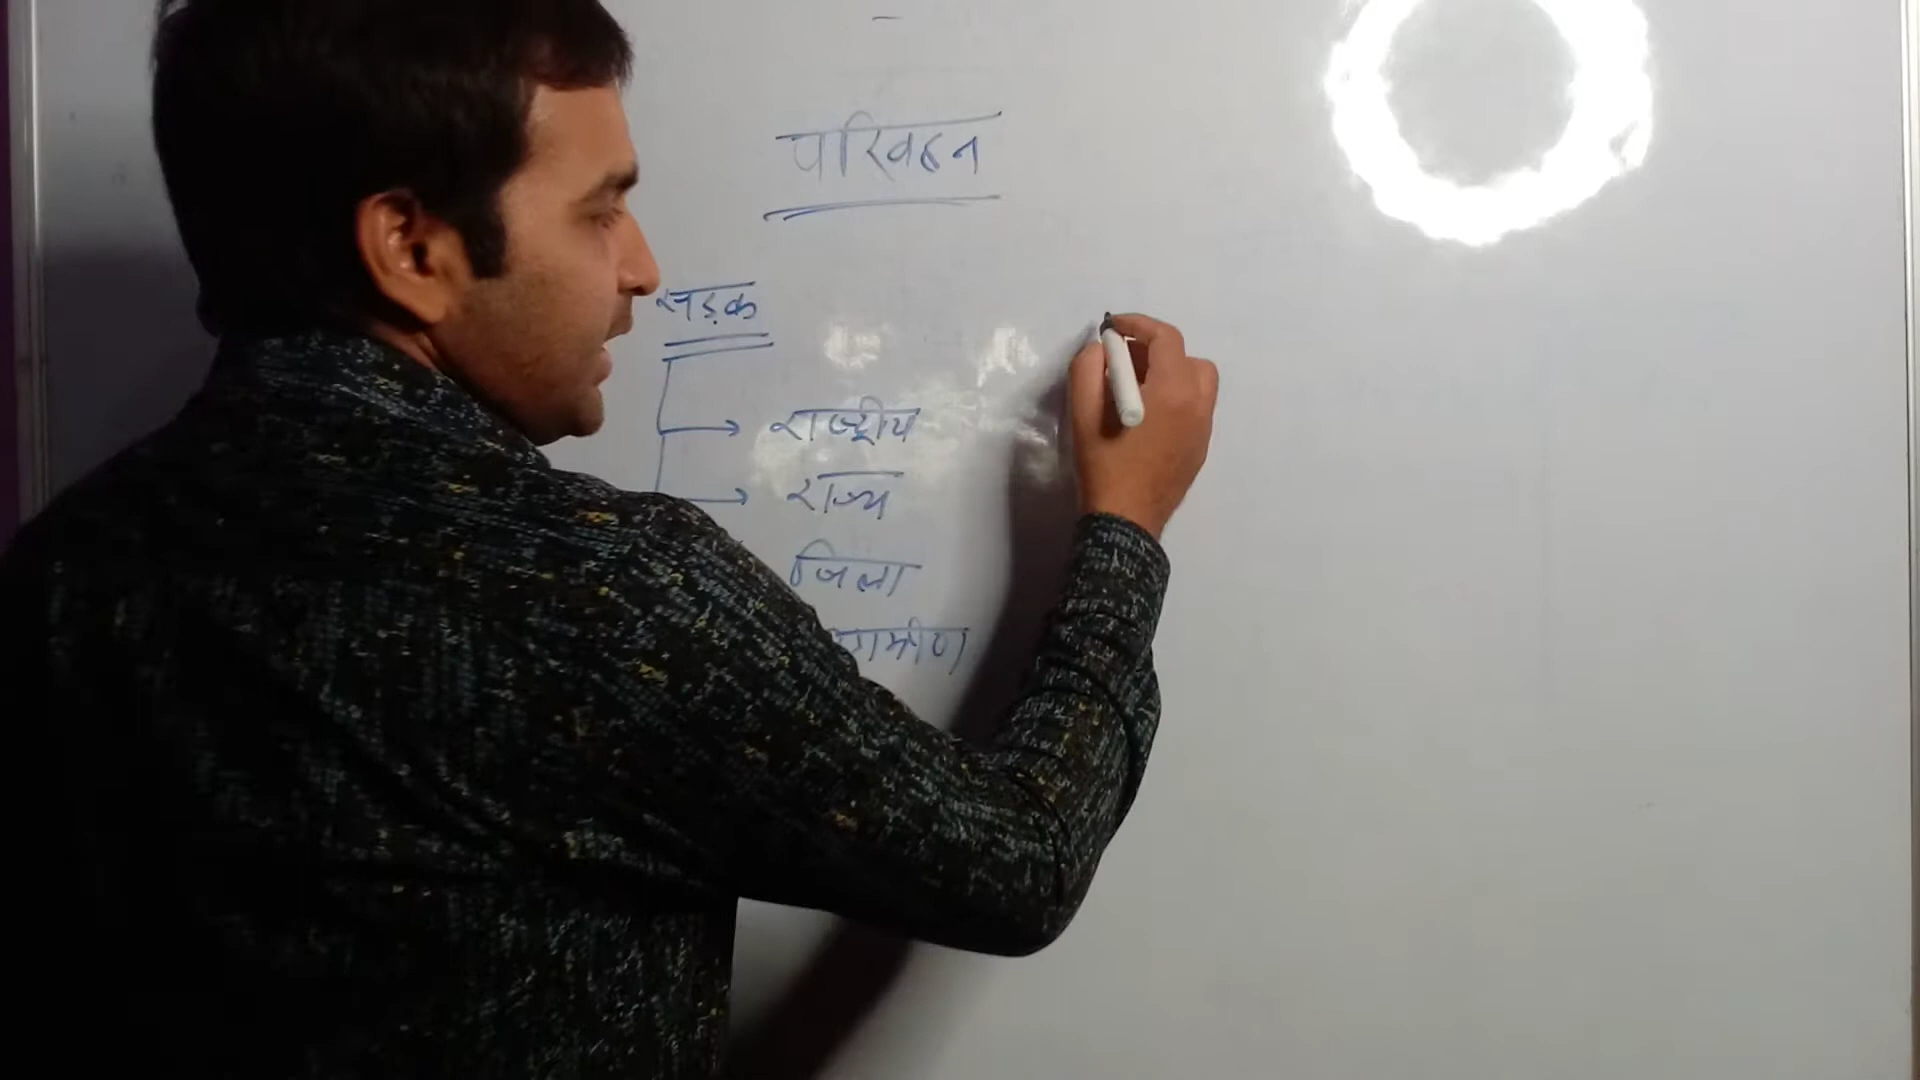 परिवहन
सड़क
राष्ट्रीय
राज्य
जिला
ग्रामीण